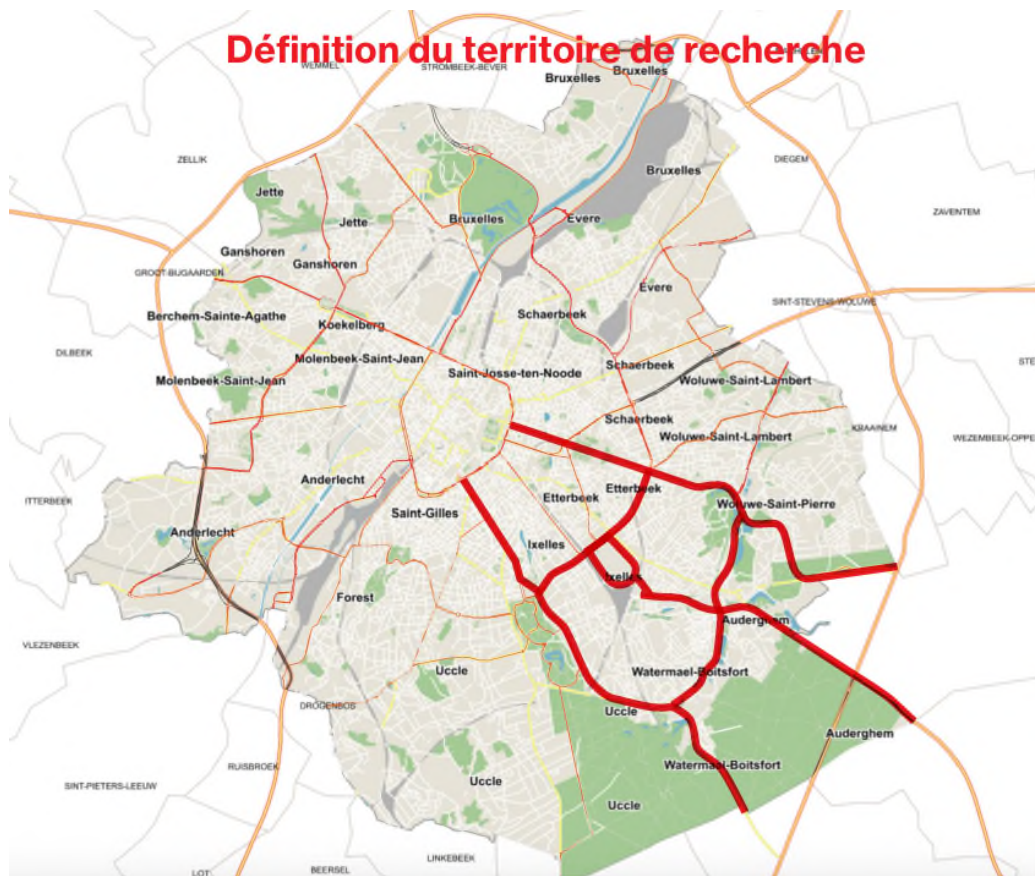 Définition du territoire de recherche
WEMMEL
STROMBEEK-BEVER
Bruxelles
Bruxelles
ZELLIK
DIEGEM
Bruxelles
Jette
Jette
Bruxelles
Evere
ZAVENTEM
Ganshoren
Ganshoren
GROOT-BIJGAARDEN
Evere
SINT-STEVENS-WOLUWE
Berchem-Sainte-Agathe
Koekelberg
Schaerbeek
DILBEEK
Molenbeek-Saint-Jean
Saint-Josse-ten-Noode
Schaerbeek
STE
Molenbeek-Saint-Jean
Woluwe-Saint-Lambert
Schaerbeek
KRAAINEM
Woluwe-Saint-Lambert
WEZEMBEEK-OPPE
Anderlecht
Etterbeek
Etterbeek
ITTERBEEK
Saint-Gilles
Woluwe-Saint-Pierre
Anderlecht
Ixelles
Ixelles
Forest
Auderghem
VLEZENBEEK
Uccle
Watermael-Boitsfort
DROGENBOS
Uccle
Auderghem
RUISBROEK
Watermael-Boitsfort
SINT-PIETERS-LEEUW
Uccle
Uccle
LINKEBEEK
LOT
BEERSEL